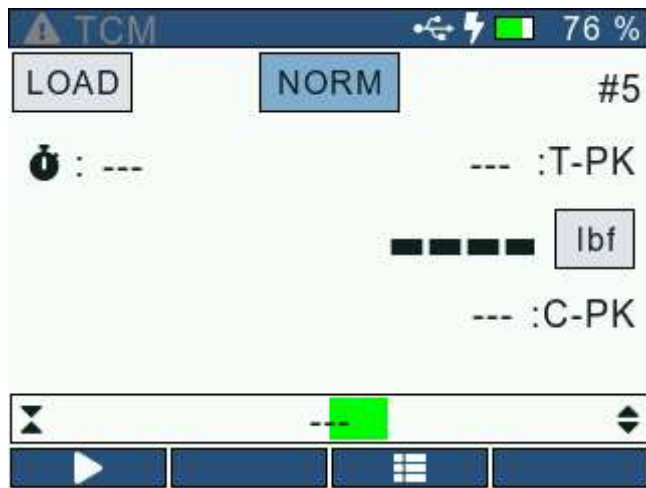 TCM 76 %
LOAD NORM #5
: --- --- :T-PK
---- lbf
--- :C-PK
---